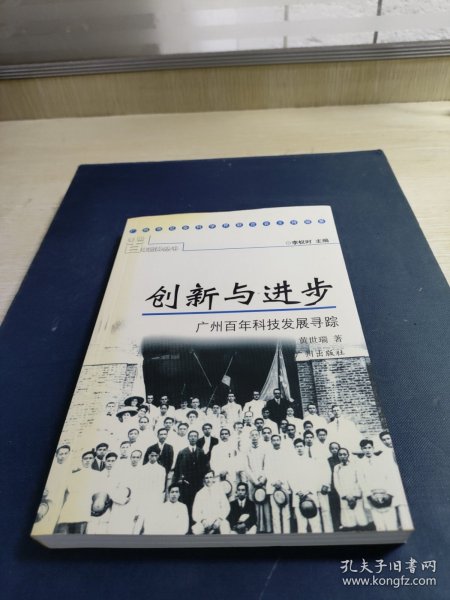 李权时 主编
创新与进步
广州百年科技发展寻踪
黄世瑞 著
广州出版社
孔夫子旧书网
www.kongfz.com